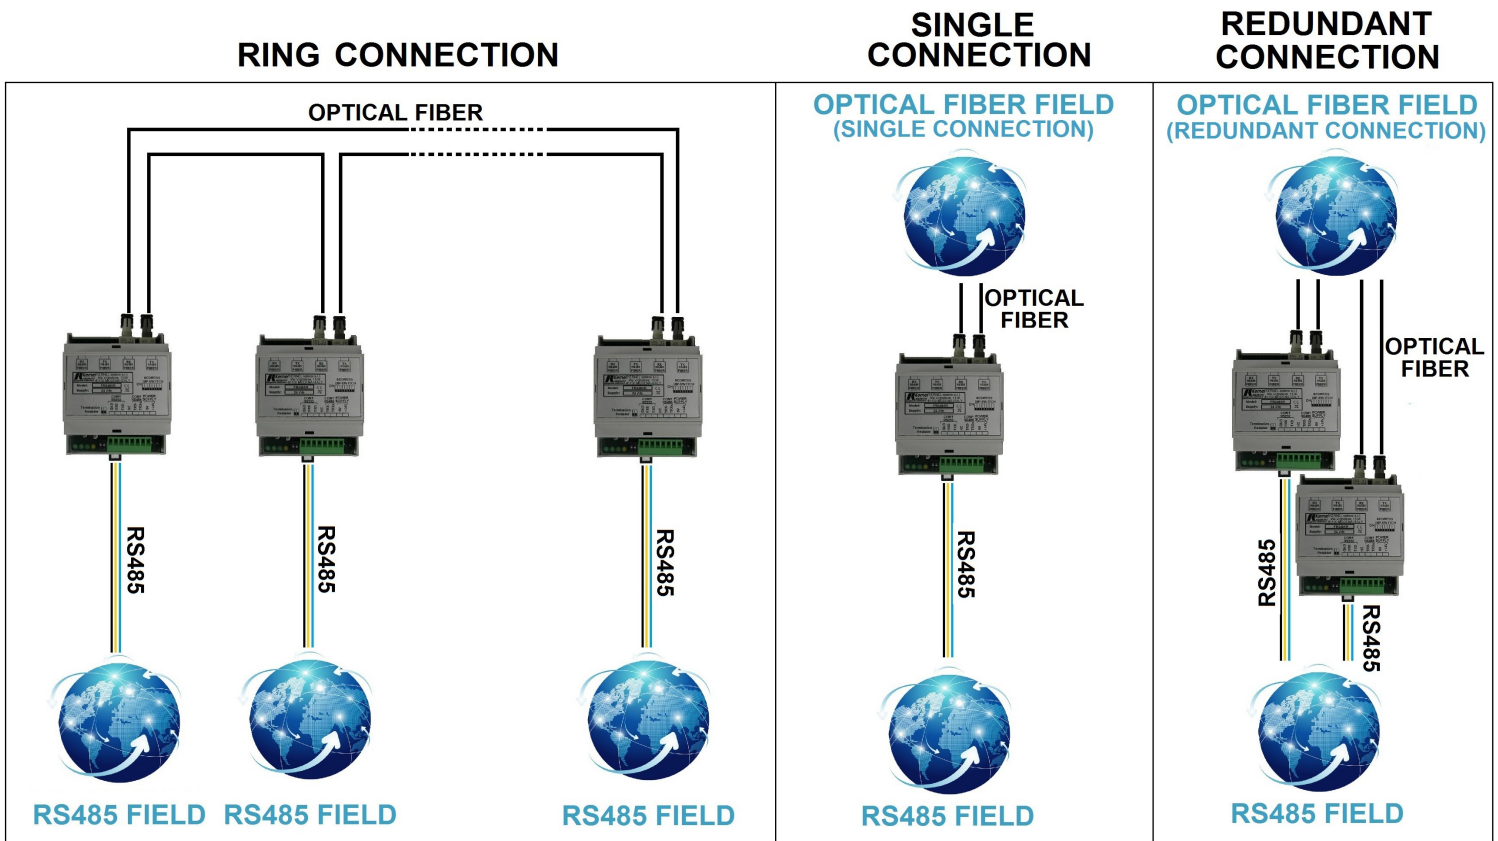 RING CONNECTION
SINGLE
CONNECTION
REDUNDANT
CONNECTION
OPTICAL FIBER
RS485
RS485
RS485
RS485 FIELD
RS485 FIELD
RS485 FIELD
OPTICAL FIBER FIELD
(SINGLE CONNECTION)
OPTICAL
FIBER
RS485
RS485 FIELD
OPTICAL FIBER FIELD
(REDUNDANT CONNECTION)
OPTICAL
FIBER
RS485
RS485
RS485 FIELD